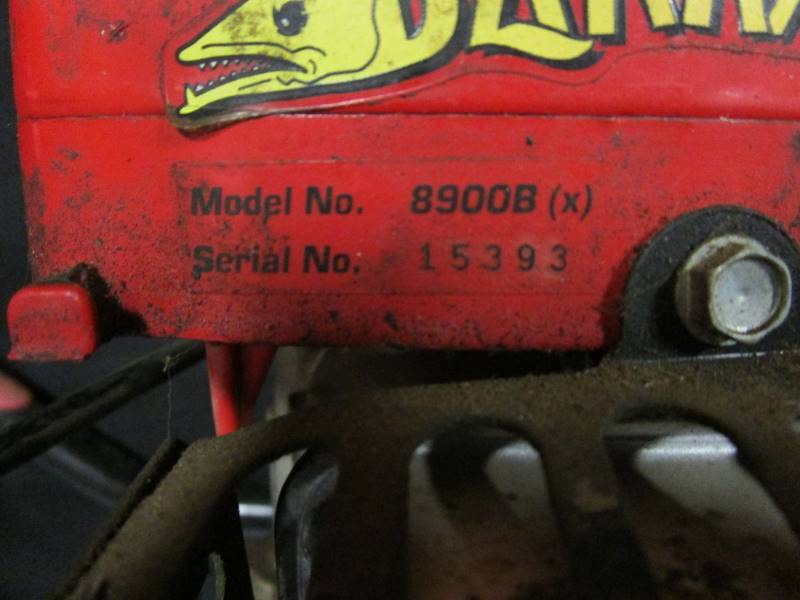 Model No. 8900B (x)
Serial No. 15393